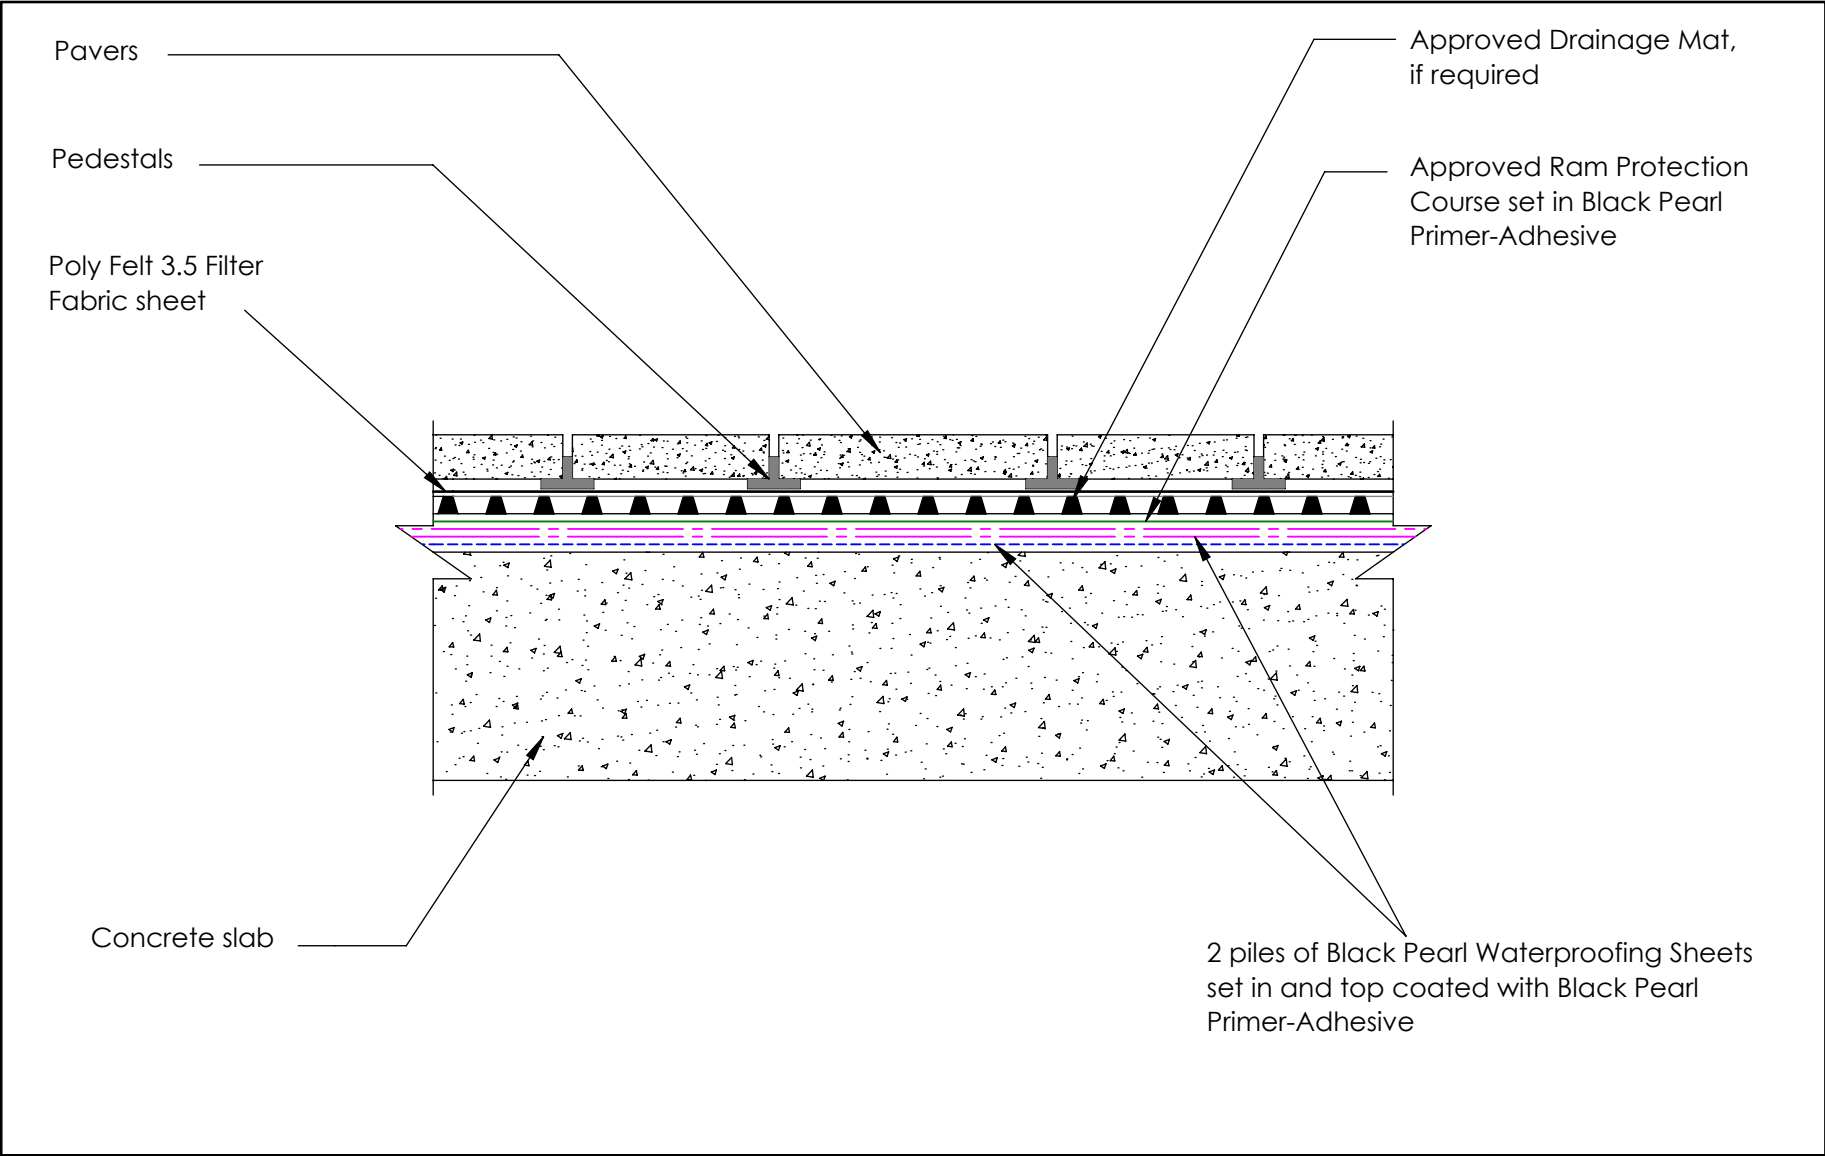 Pavers
Pedestals
Poly Felt 3.5 Filter
Fabric sheet
Approved Drainage Mat,
if required
Approved Ram Protection
Course set in Black Pearl
Primer-Adhesive
Concrete slab
2 piles of Black Pearl Waterproofing Sheets
set in and top coated with Black Pearl
Primer-Adhesive